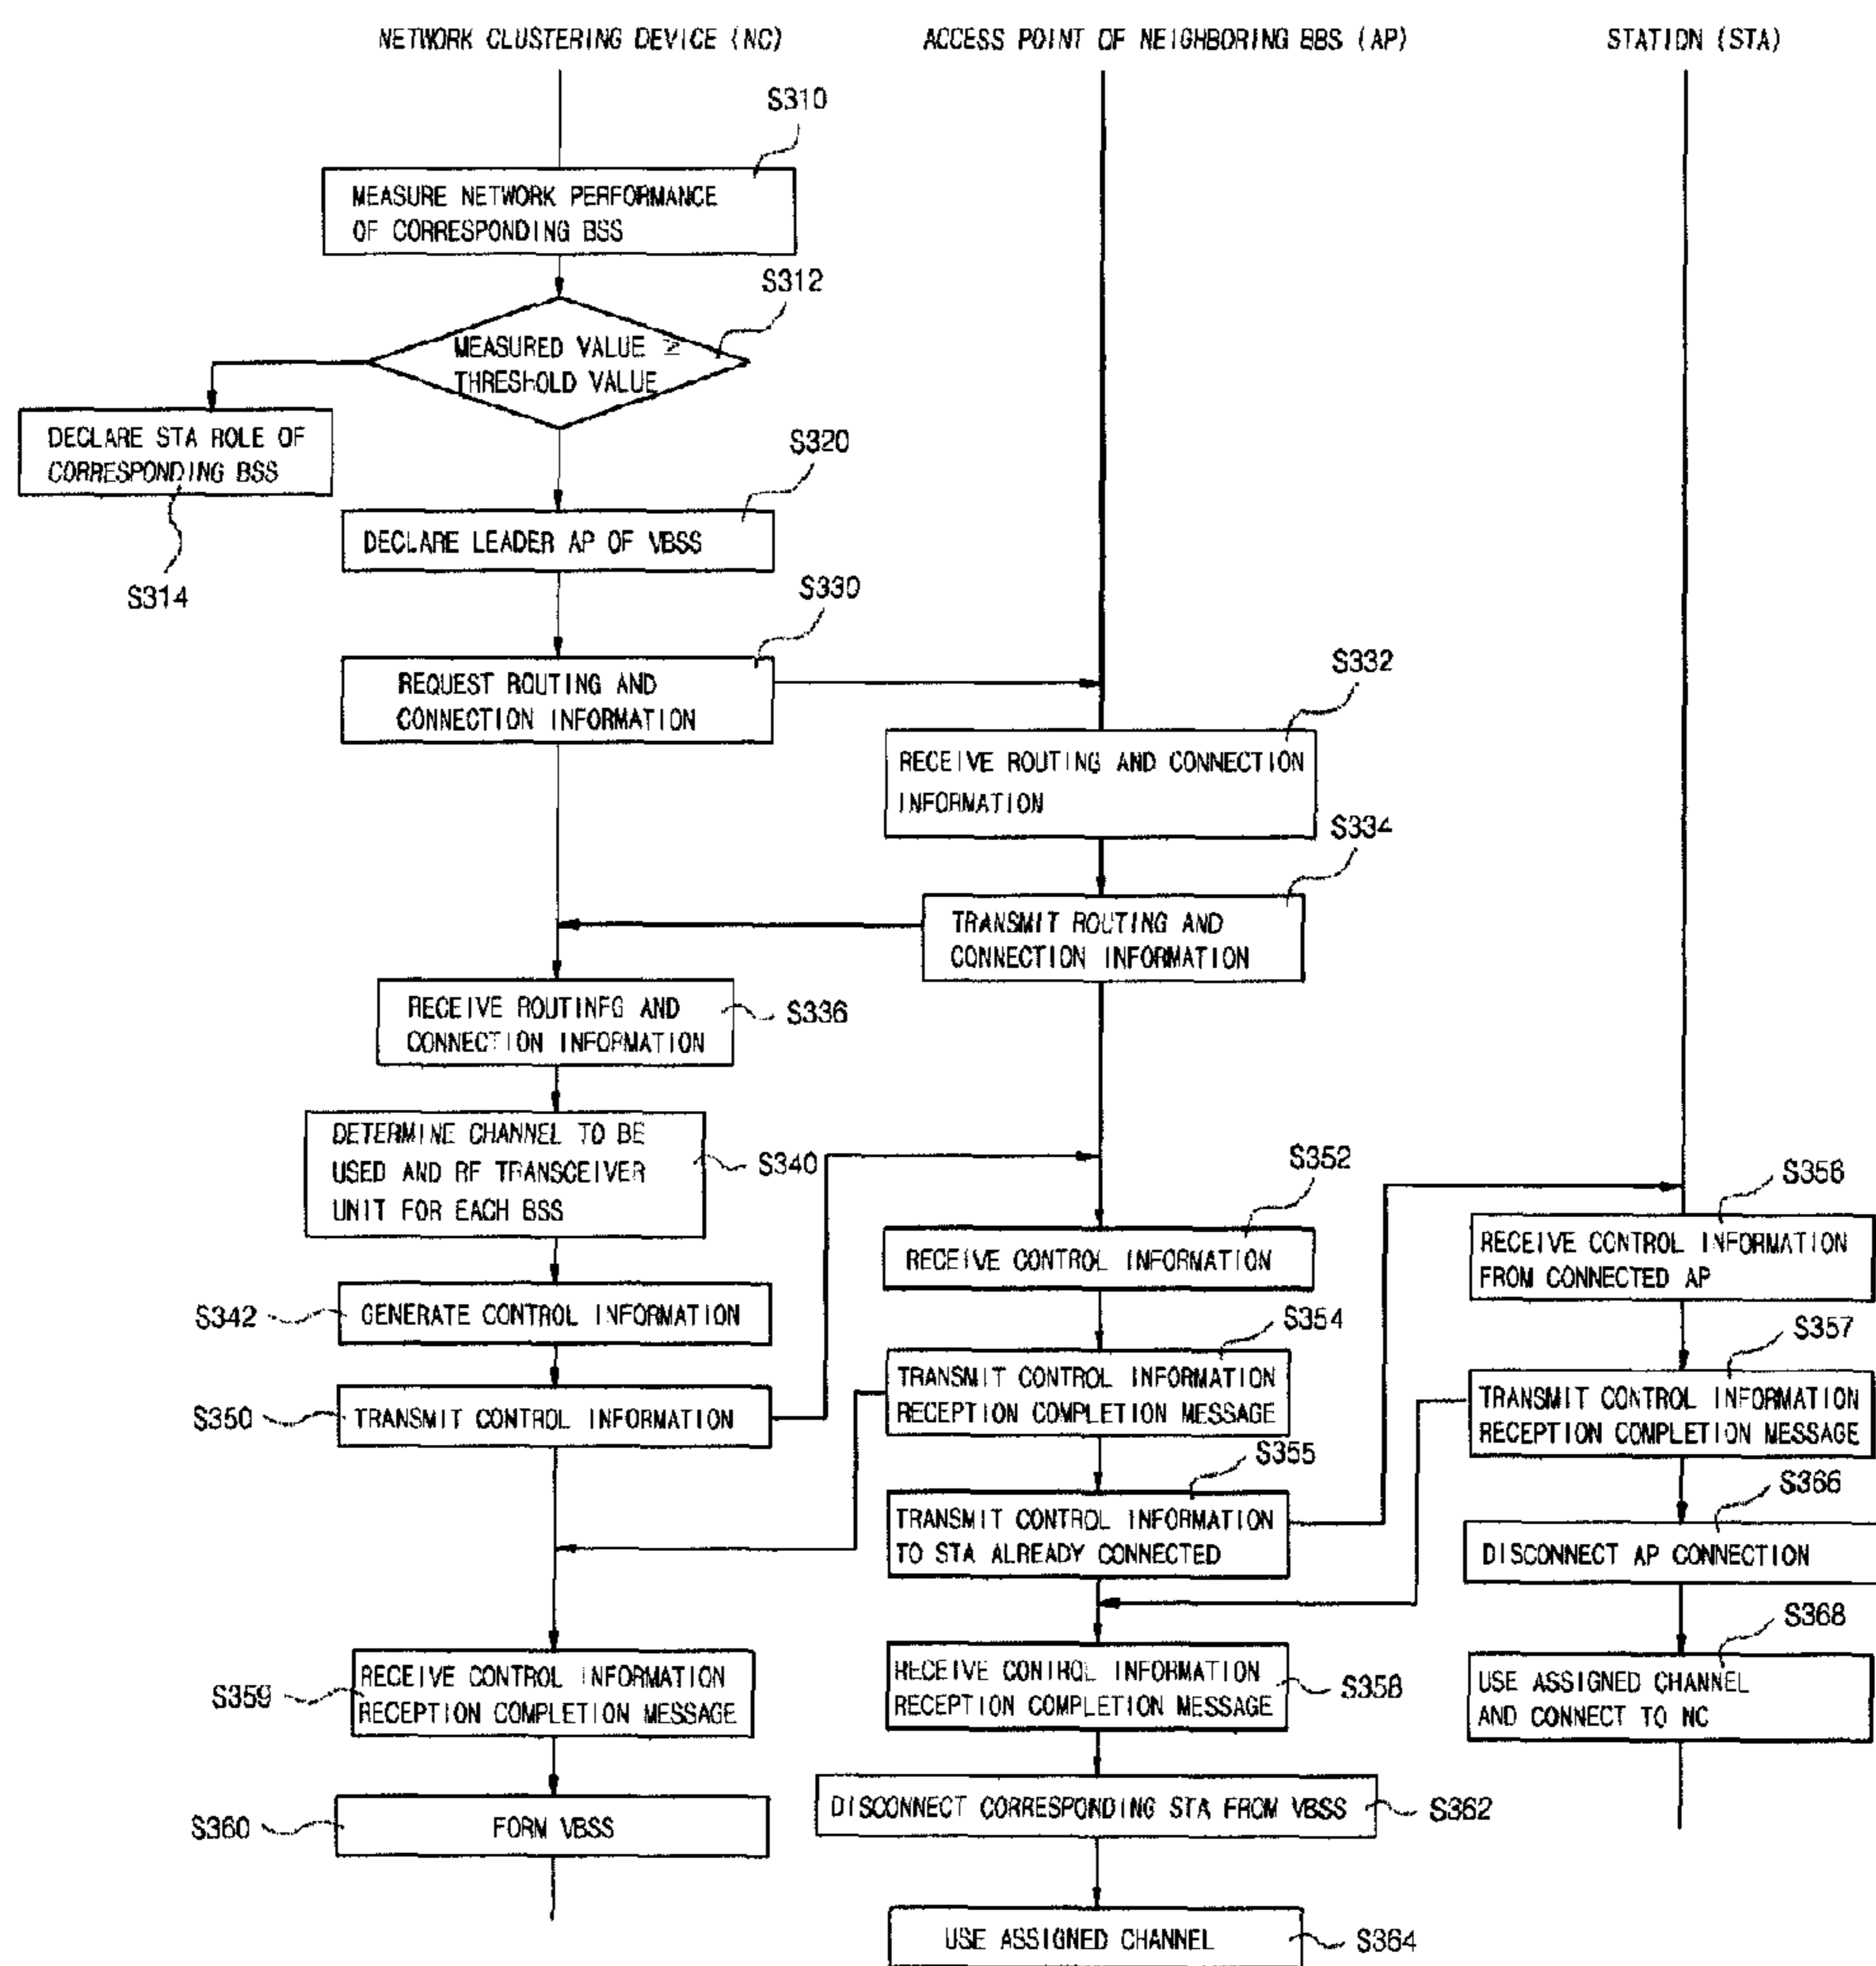 NETWORK CLUSTERING DEVICE (NC)
ACCESS POINT OF NEIGHBORING BBS (AP)
STATION (STA)
S310
MEASURE NETWORK PERFORMANCE
OF CORRESPONDING BSS
S312
MEASURED VALUE ≥
THRESHOLD VALUE
DECLARE STA ROLE OF
CORRESPONDING BSS
S314
S320
DECLARE LEADER AP OF VBSS
S330
REQUEST ROUTING AND
CONNECTION INFORMATION
S332
RECEIVE ROUTING AND CONNECTION
INFORMATION
S334
TRANSMIT ROUTING AND
CONNECTION INFORMATION
RECEIVE ROUTINFG AND
CONNECTION INFORMATION
S336
DETERMINE CHANNEL TO BE
USED AND RF TRANSCEIVER
UNIT FOR EACH BSS
S340
S352
RECEIVE CONTROL INFORMATION
S356
RECEIVE CONTROL INFORMATION
FROM CONNECTED AP
S342
GENERATE CONTROL INFORMATION
S354
TRANSMIT CONTROL INFORMATION
RECEPTION COMPLETION MESSAGE
S357
TRANSMIT CONTROL INFORMATION
RECEPTION COMPLETION MESSAGE
S350
TRANSMIT CONTROL INFORMATION
S355
TRANSMIT CONTROL INFORMATION
TO STA ALREADY CONNECTED
S366
DISCONNECT AP CONNECTION
S368
USE ASSIGNED CHANNEL
AND CONNECT TO NC
S359
RECEIVE CONTROL INFORMATION
RECEPTION COMPLETION MESSAGE
RECEIVE CONTROL INFORMATION
RECEPTION COMPLETION MESSAGE
S358
S360
FORM VBSS
DISCONNECT CORRESPONDING STA FROM VBSS
S362
USE ASSIGNED CHANNEL
S364